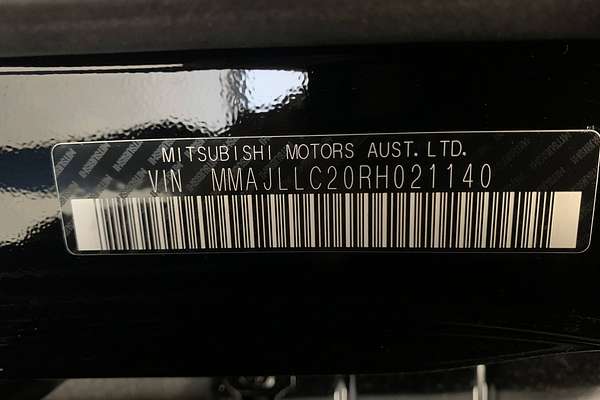 MITSUBISHI MOTORS AUST.LTD.
VIN MMAJLLC20RH021140